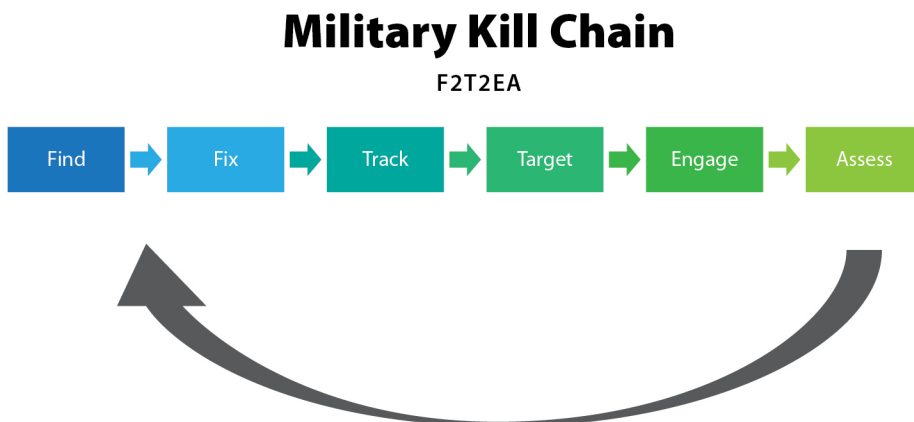 Military Kill Chain
F2T2EA
Find
Fix
Track
Target
Engage
Assess